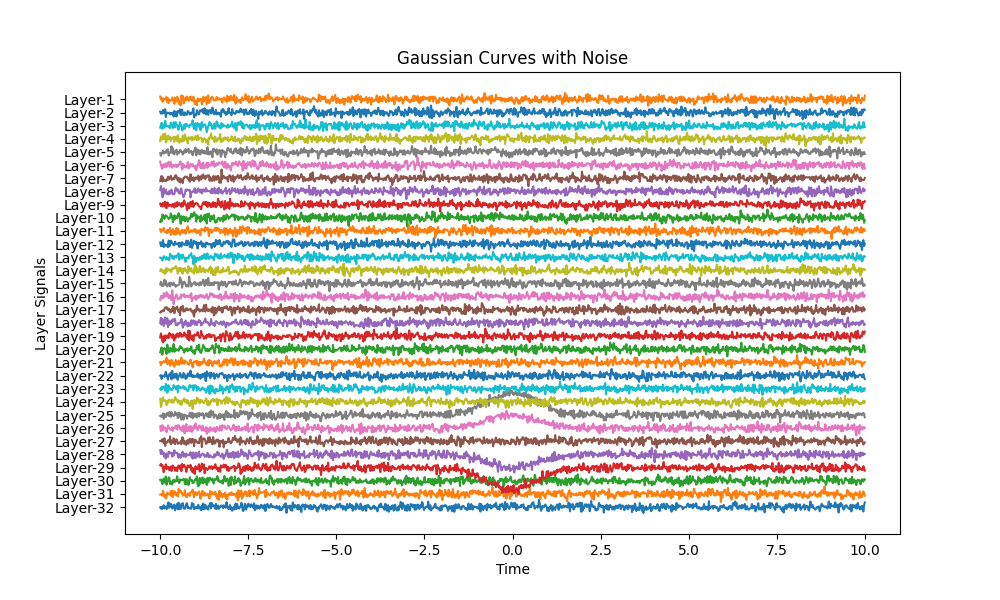 Gaussian Curves with Noise
Layer Signals
Layer-1
Layer-2
Layer-3
Layer-4
Layer-5
Layer-6
Layer-7
Layer-8
Layer-9
Layer-10
Layer-11
Layer-12
Layer-13
Layer-14
Layer-15
Layer-16
Layer-17
Layer-18
Layer-19
Layer-20
Layer-21
Layer-22
Layer-23
Layer-24
Layer-25
Layer-26
Layer-27
Layer-28
Layer-29
Layer-30
Layer-31
Layer-32
−10.0 −7.5 −5.0 −2.5 0.0 2.5 5.0 7.5 10.0
Time